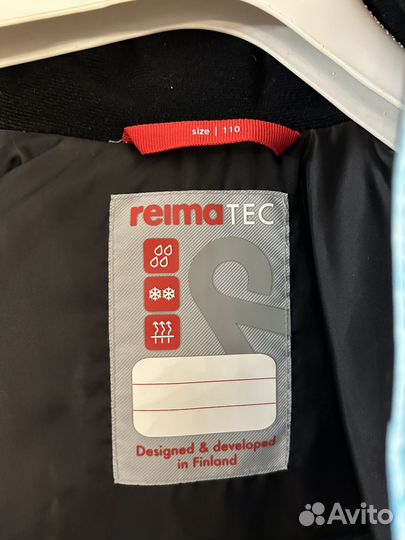 size | 110
reimaTEC
Designed & developed
in Finland
Avito